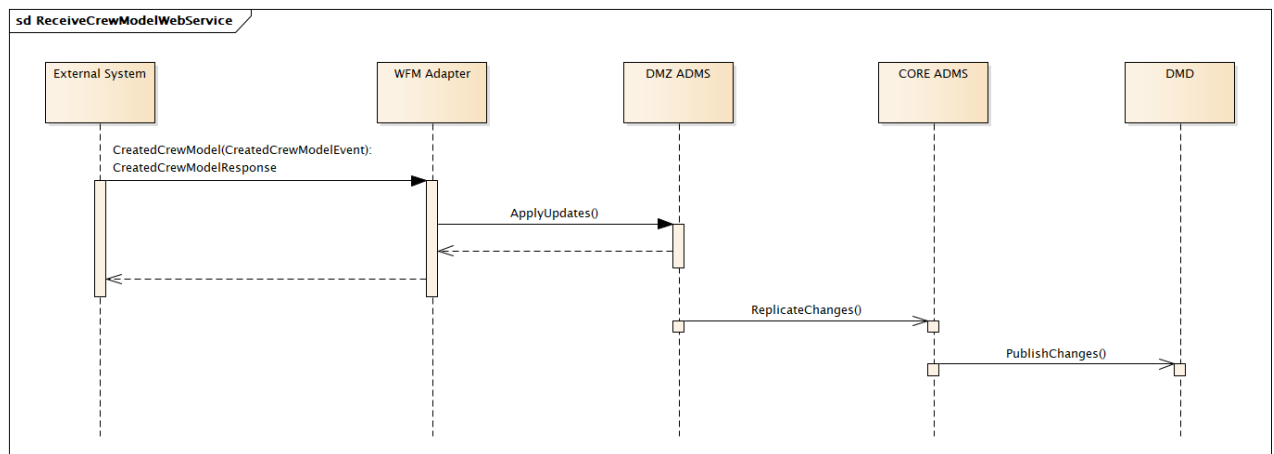 sd ReceiveCrewModelWebService
External System
WFM Adapter
DMZ ADMS
CORE ADMS
DMD
CreatedCrewModel(CreatedCrewModelEvent):
CreatedCrewModelResponse
ApplyUpdates()
ReplicateChanges()
PublishChanges()